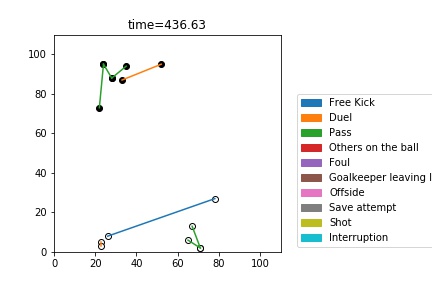 time=436.63
100
80
60
40
20
0
0 20 40 60 80 100
Free Kick
Duel
Pass
Others on the ball
Foul
Goalkeeper leaving l
Offside
Save attempt
Shot
Interruption